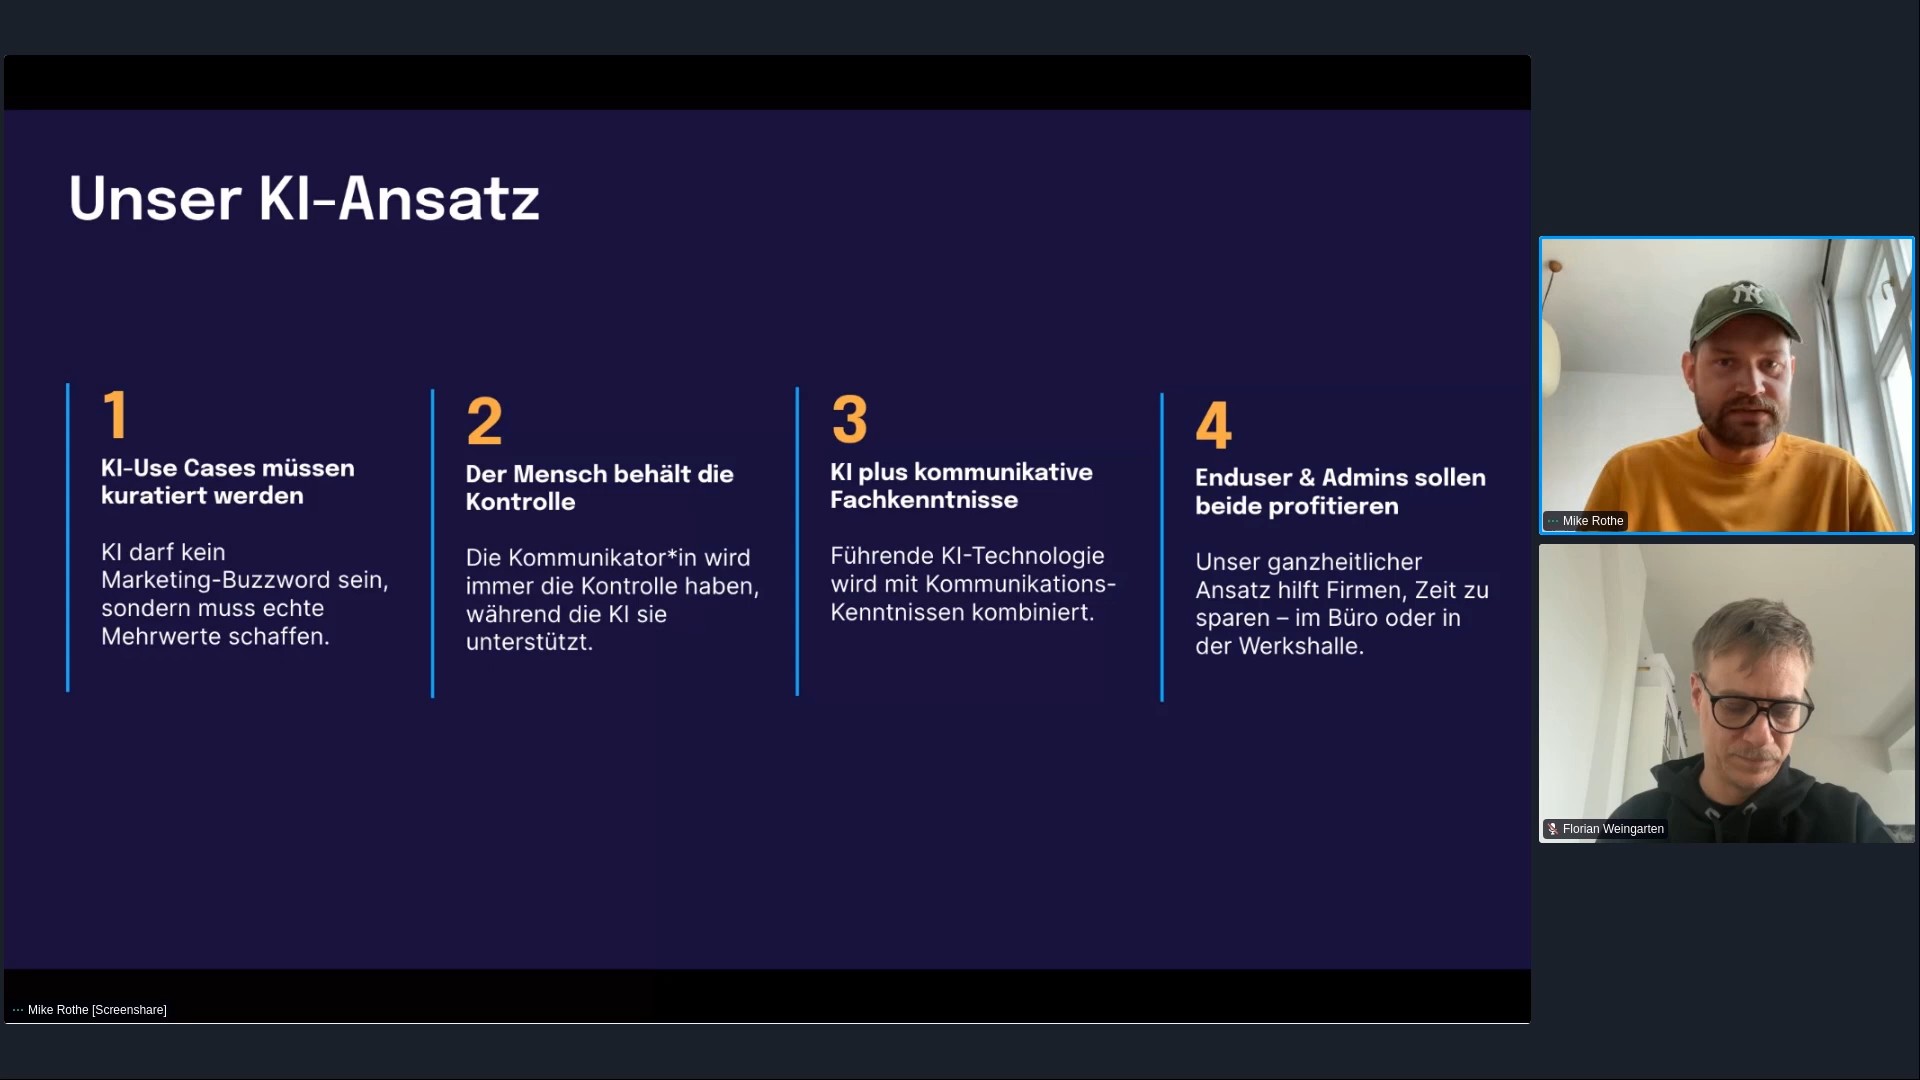 Unser KI-Ansatz
1
KI-Use Cases müssen
kuratiert werden
KI darf kein
Marketing-Buzzword sein,
sondern muss echte
Mehrwerte schaffen.
2
Der Mensch behält die
Kontrolle
Die Kommunikator*in wird
immer die Kontrolle haben,
während die KI sie
unterstützt.
3
KI plus kommunikative
Fachkenntnisse
Führende KI-Technologie
wird mit Kommunikations-
Kenntnissen kombiniert.
4
Enduser & Admins sollen
beide profitieren
Unser ganzheitlicher
Ansatz hilft Firmen, Zeit zu
sparen – im Büro oder in
der Werkshalle.
NY
Mike Rothe
Florian Weingarten
Mike Rothe [Screenshare]